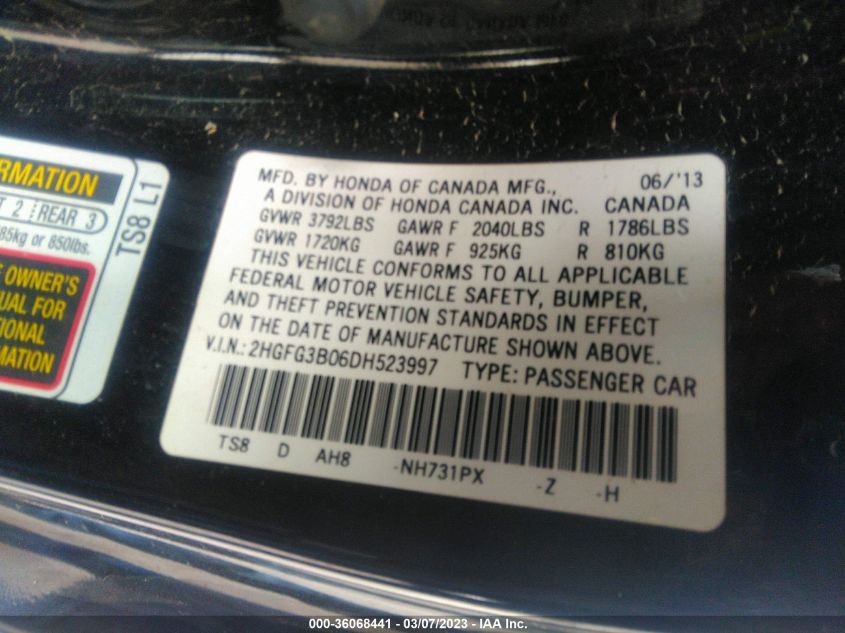 RMATION
T 2 REAR 3
85kg or 850lbs.
TS8 L1
E OWNER'S
UAL FOR
TIONAL
MATION
MFD. BY HONDA OF CANADA MFG., 06/'13
A DIVISION OF HONDA CANADA INC. CANADA
GVWR 3792LBS GAWR F 2040LBS R 1786LBS
GVWR 1720KG GAWR F 925KG R 810KG
THIS VEHICLE CONFORMS TO ALL APPLICABLE
FEDERAL MOTOR VEHICLE SAFETY, BUMPER,
AND THEFT PREVENTION STANDARDS IN EFFECT
ON THE DATE OF MANUFACTURE SHOWN ABOVE.
V.I.N.: 2HGFG3B06DH523997 TYPE: PASSENGER CAR
TS8 D AH8 -NH731PX -Z -H
000-36068441 - 03/07/2023 - IAA Inc.